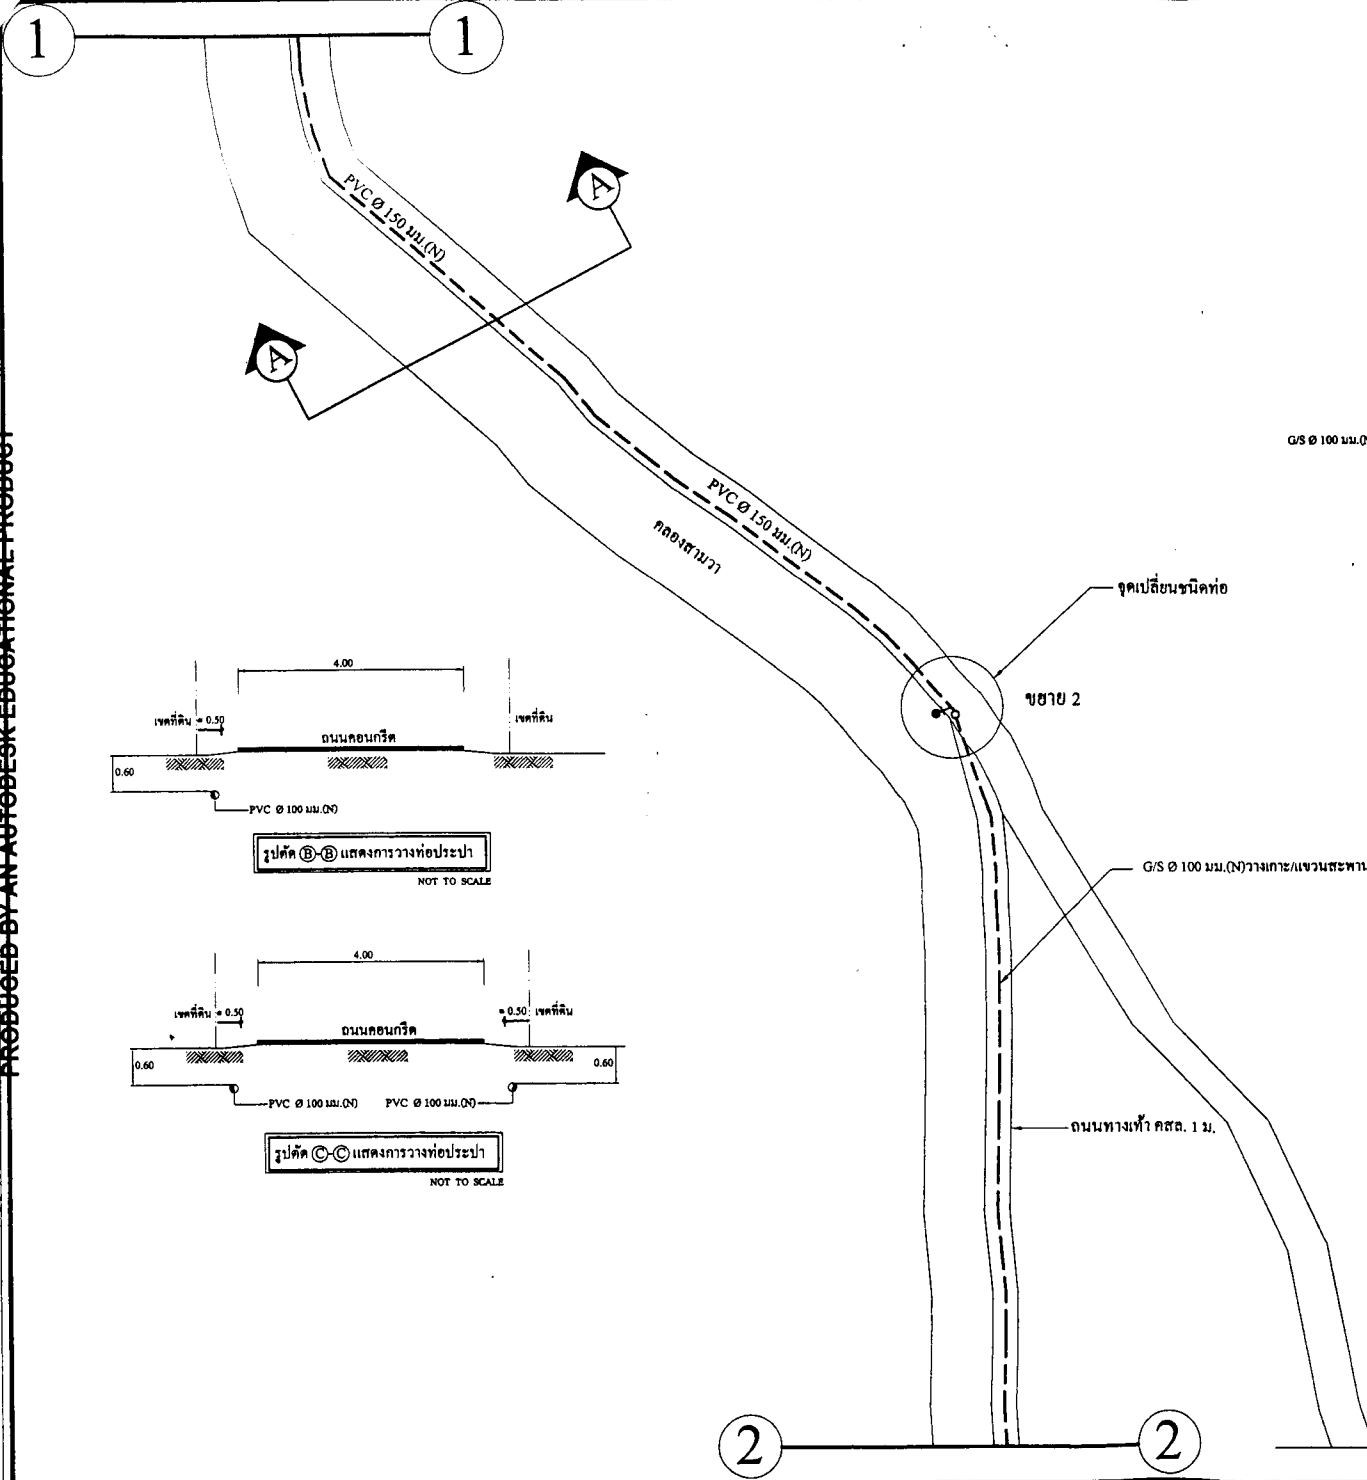 1
1
A
A
PVC Ø 150 มม.(N)
G/S Ø 100 มม.(N
PVC Ø 150 มม.(N)
คลองสามวา
จุดเปลี่ยนชนิดท่อ
ขยาย 2
4.00
เขตที่ดิน
0.50
เขตที่ดิน
ถนนคอนกรีต
0.60
PVC Ø 100 มม.(N)
รูปตัด B-B แสดงการวางท่อประปา
NOT TO SCALE
G/S Ø 100 มม.(N)วางเกาะ/แขวนสะพาน
4.00
เขตที่ดิน
0.50
0.50
เขตที่ดิน
ถนนคอนกรีต
0.60
0.60
PVC Ø 100 มม.(N)
PVC Ø 100 มม.(N)
ถนนทางเท้า คสล. 1 ม.
รูปตัด C-C แสดงการวางท่อประปา
NOT TO SCALE
2
2
PRODUCED BY AN AUTODESK EDUCATIONAL PRODUCT